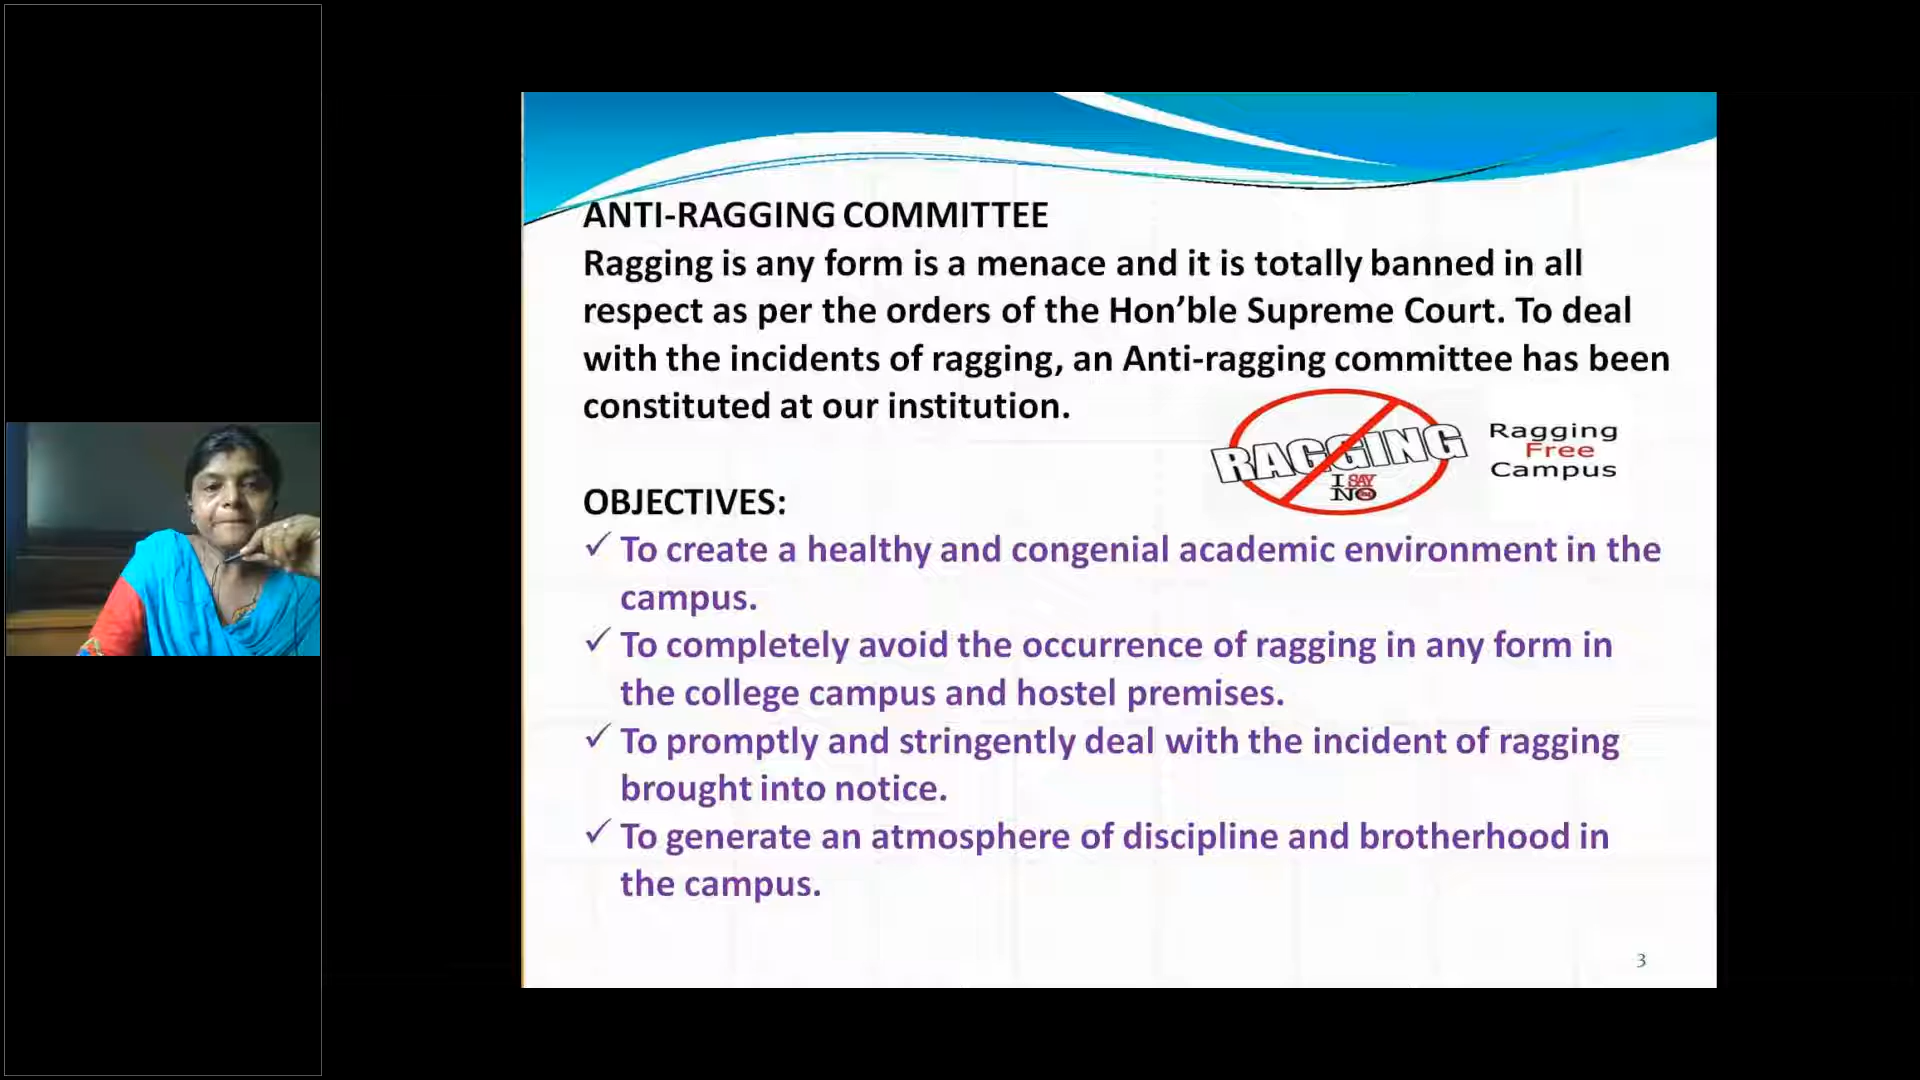 ANTI-RAGGING COMMITTEE
Ragging is any form is a menace and it is totally banned in all
respect as per the orders of the Hon’ble Supreme Court. To deal
with the incidents of ragging, an Anti-ragging committee has been
constituted at our institution.
RAGGING
I SAY
NO
Ragging
Free
Campus
OBJECTIVES:
✓ To create a healthy and congenial academic environment in the
campus.
✓ To completely avoid the occurrence of ragging in any form in
the college campus and hostel premises.
✓ To promptly and stringently deal with the incident of ragging
brought into notice.
✓ To generate an atmosphere of discipline and brotherhood in
the campus.
3